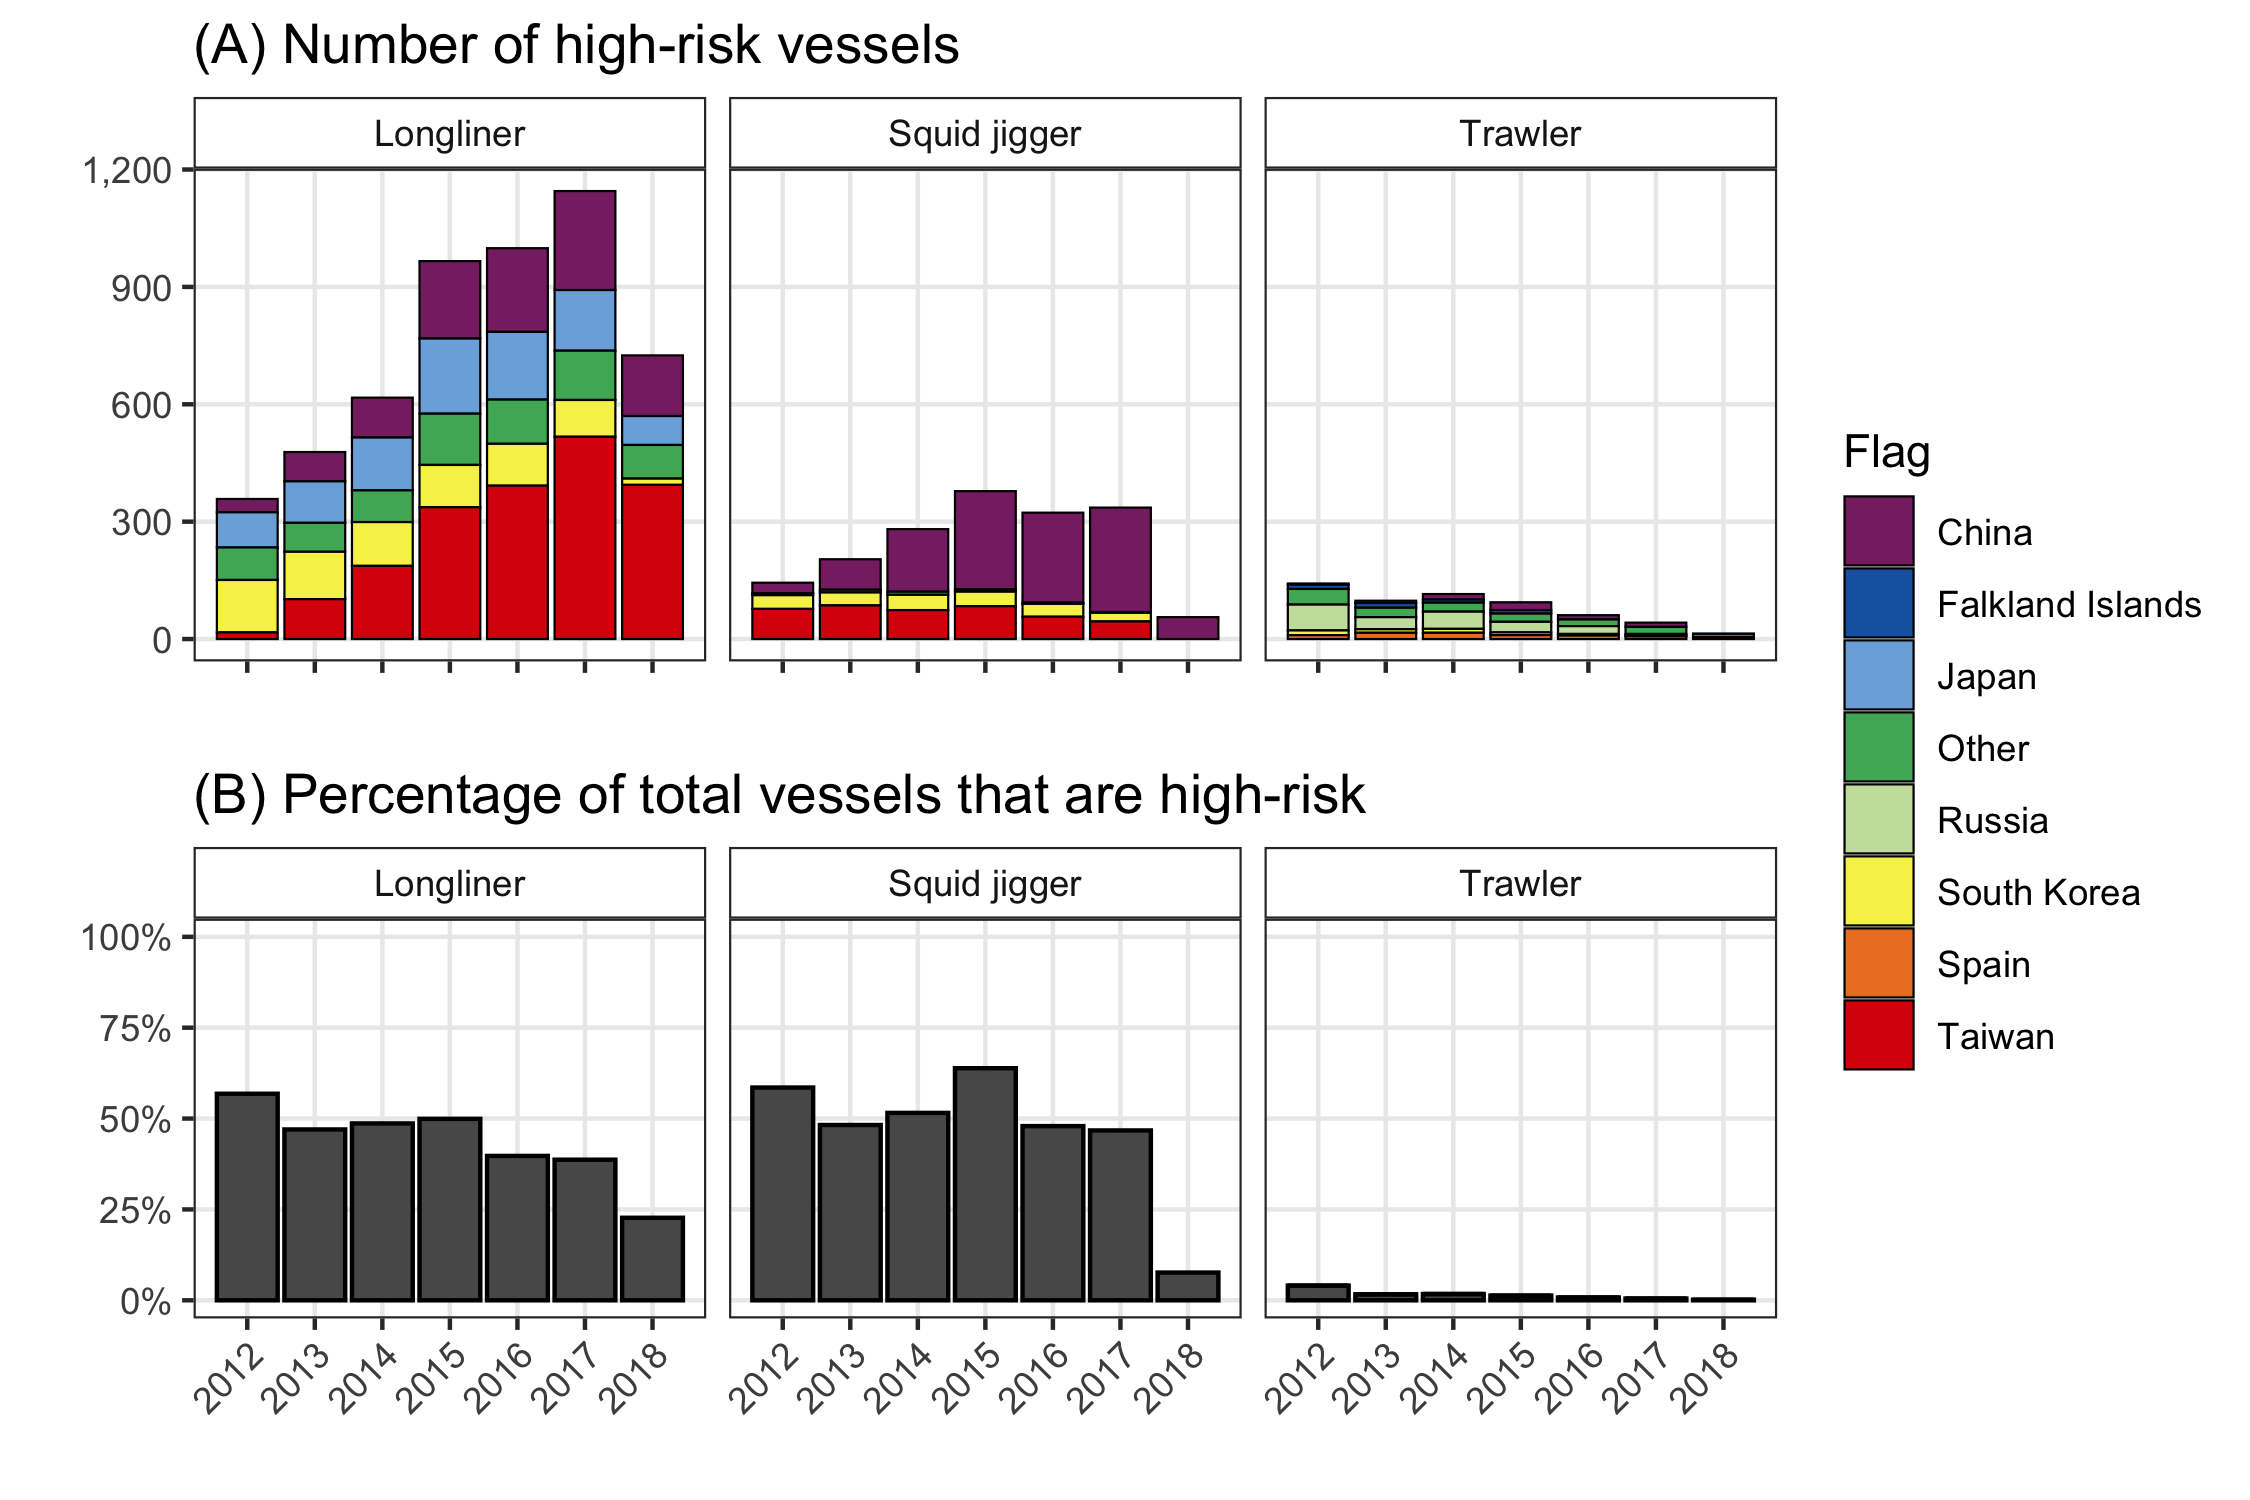 (A) Number of high-risk vessels
Longliner
Squid jigger
Trawler
1,200
900
600
300
0
Flag
China
Falkland Islands
Japan
Other
Russia
South Korea
Spain
Taiwan
(B) Percentage of total vessels that are high-risk
Longliner
Squid jigger
Trawler
100%
75%
50%
25%
0%
2012
2013
2014
2015
2016
2017
2018
2012
2013
2014
2015
2016
2017
2018
2012
2013
2014
2015
2016
2017
2018